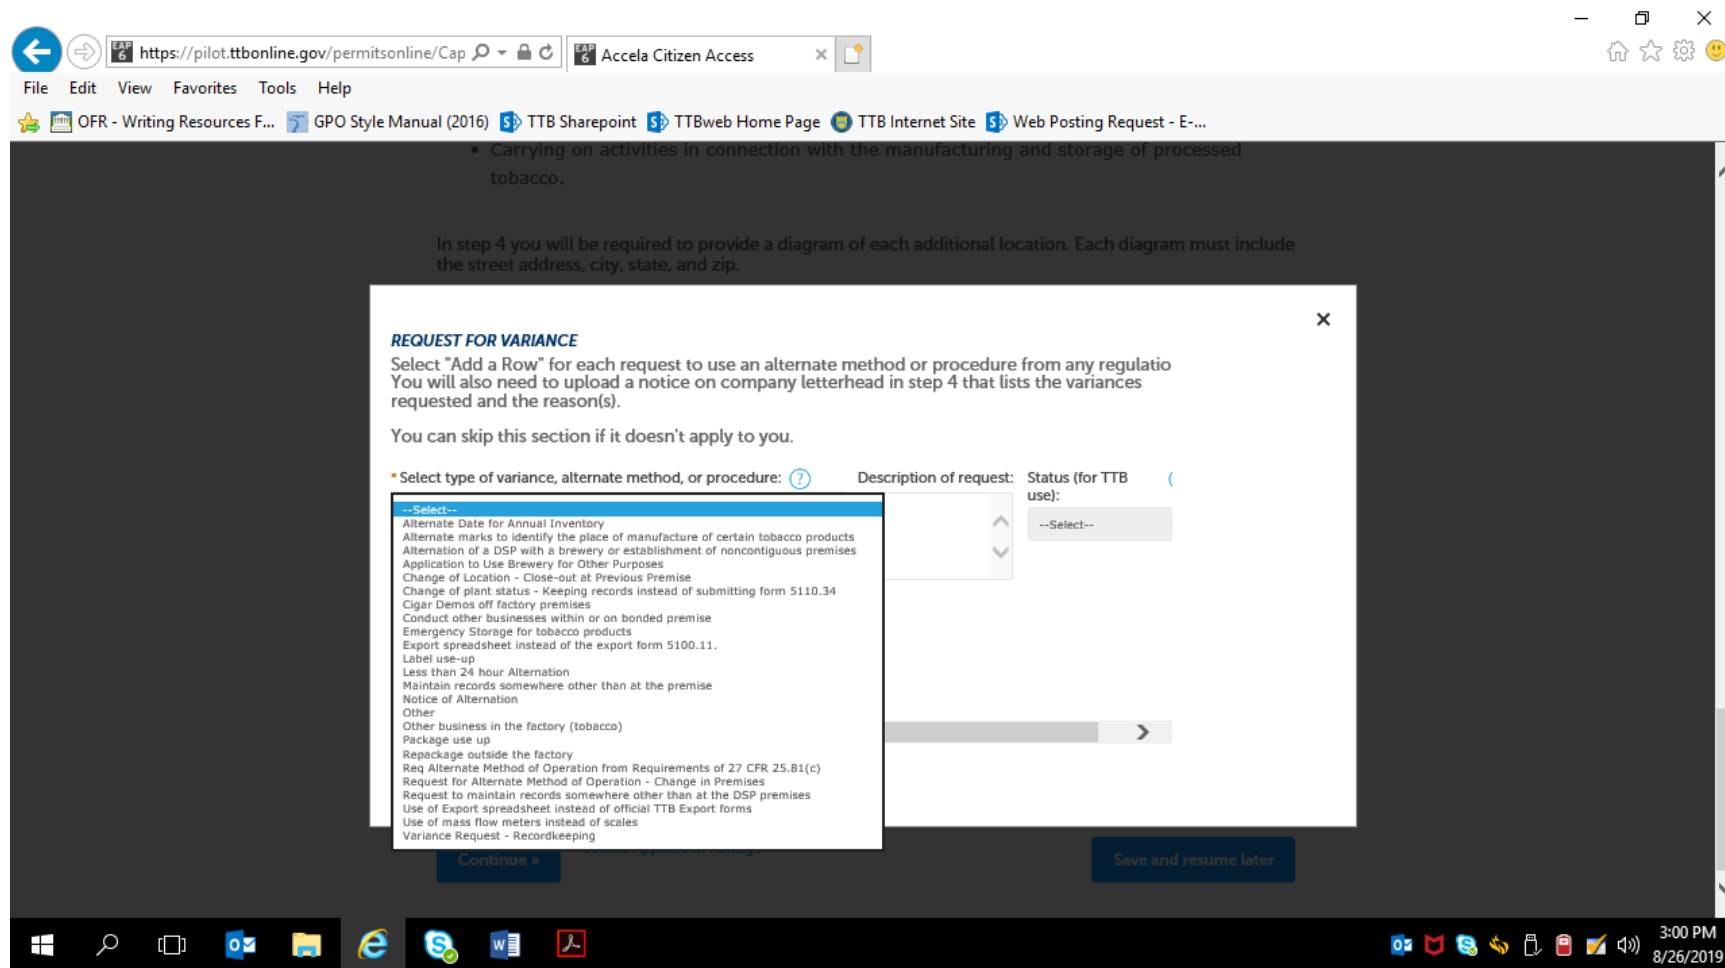 https://pilot.ttbonline.gov/permitsonline/Cap
EAP 6 Accela Citizen Access
File Edit View Favorites Tools Help
OFR - Writing Resources F... GPO Style Manual (2016) TTB Sharepoint TTBweb Home Page TTB Internet Site Web Posting Request - E-...
• Carrying on activities in connection with the manufacturing and storage of processed
tobacco.
In step 4 you will be required to provide a diagram of each additional location. Each diagram must include
the street address, city, state, and zip.
REQUEST FOR VARIANCE
Select "Add a Row" for each request to use an alternate method or procedure from any regulatio
You will also need to upload a notice on company letterhead in step 4 that lists the variances
requested and the reason(s).
You can skip this section if it doesn't apply to you.
* Select type of variance, alternate method, or procedure: ? Description of request: Status (for TTB
use):
--Select--
--Select--
Alternate Date for Annual Inventory
Alternate marks to identify the place of manufacture of certain tobacco products
Alternation of a DSP with a brewery or establishment of noncontiguous premises
Application to Use Brewery for Other Purposes
Change of Location - Close-out at Previous Premise
Change of plant status - Keeping records instead of submitting form 5110.34
Cigar Demos off factory premises
Conduct other businesses within or on bonded premise
Emergency Storage for tobacco products
Export spreadsheet instead of the export form 5100.11.
Label use-up
Less than 24 hour Alternation
Maintain records somewhere other than at the premise
Notice of Alternation
Other
Other business in the factory (tobacco)
Package use up
Repackage outside the factory
Req Alternate Method of Operation from Requirements of 27 CFR 25.81(c)
Request for Alternate Method of Operation - Change in Premises
Request to maintain records somewhere other than at the DSP premises
Use of Export spreadsheet instead of official TTB Export forms
Use of mass flow meters instead of scales
Variance Request - Recordkeeping
Continue » Save and resume later
3:00 PM
8/26/2019